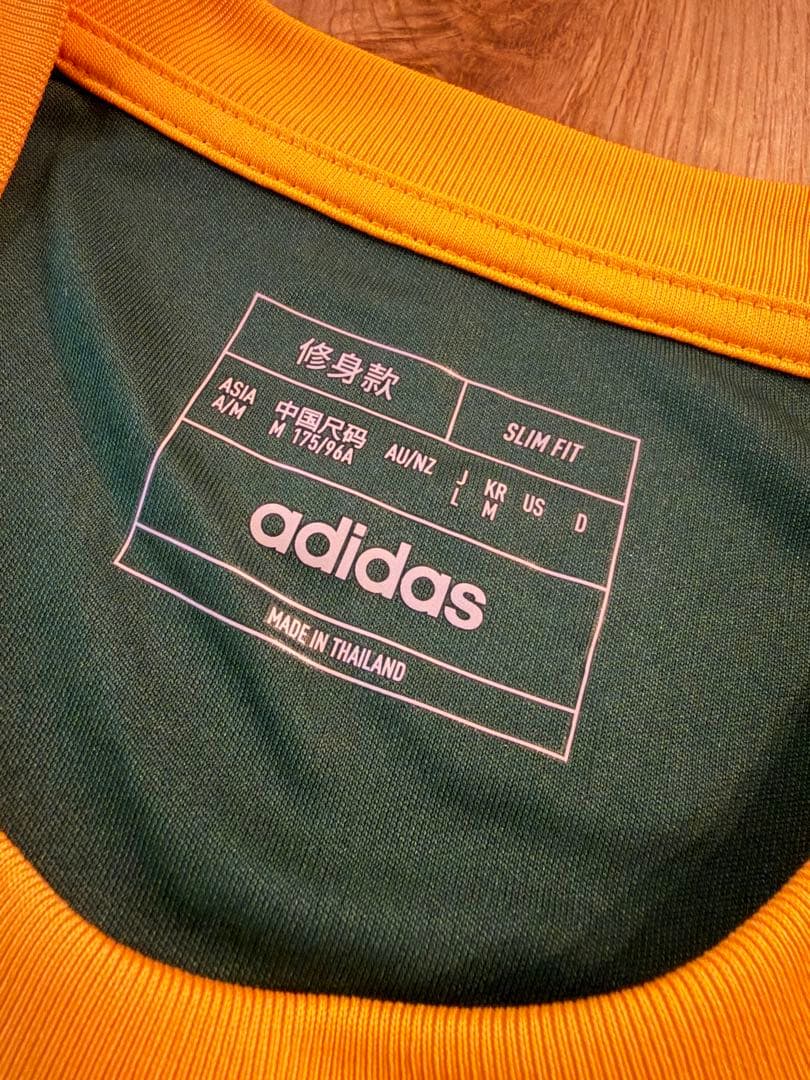 修身款 SLIM FIT
ASIA 中国尺码 AU/NZ J KR US D
A/M M 175/96A L M
adidas
MADE IN THAILAND